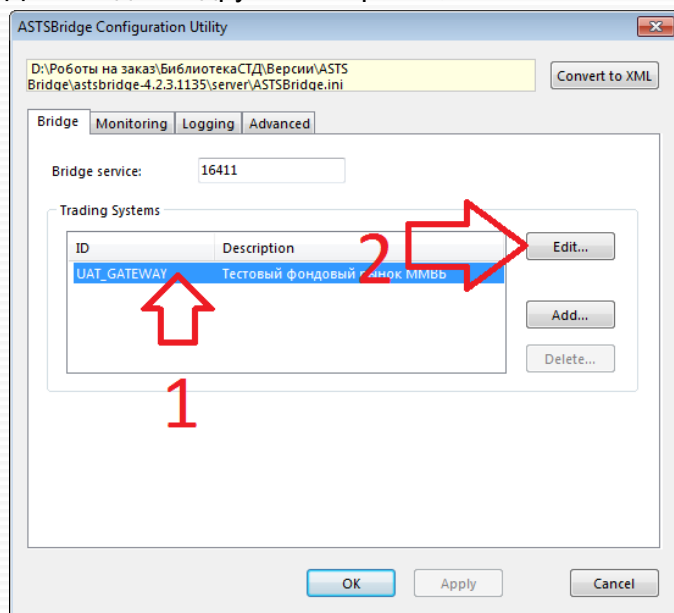 ASTSBridge Configuration Utility
D:\Роботы на заказ\БиблиотекаСТД\Версии\ASTS
Bridge\astsbridge-4.2.3.1135\server\ASTSBridge.ini
Convert to XML
Bridge Monitoring Logging Advanced
Bridge service: 16411
Trading Systems
ID Description 2 Edit...
UAT_GATEWAY Тестовый фондовый рынок ММВБ
Add...
Delete...
1
OK Apply Cancel